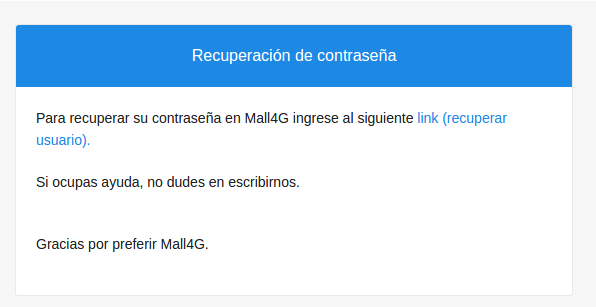 Recuperación de contraseña
Para recuperar su contraseña en Mall4G ingrese al siguiente link (recuperar
usuario).
Si ocupas ayuda, no dudes en escribirnos.
Gracias por preferir Mall4G.